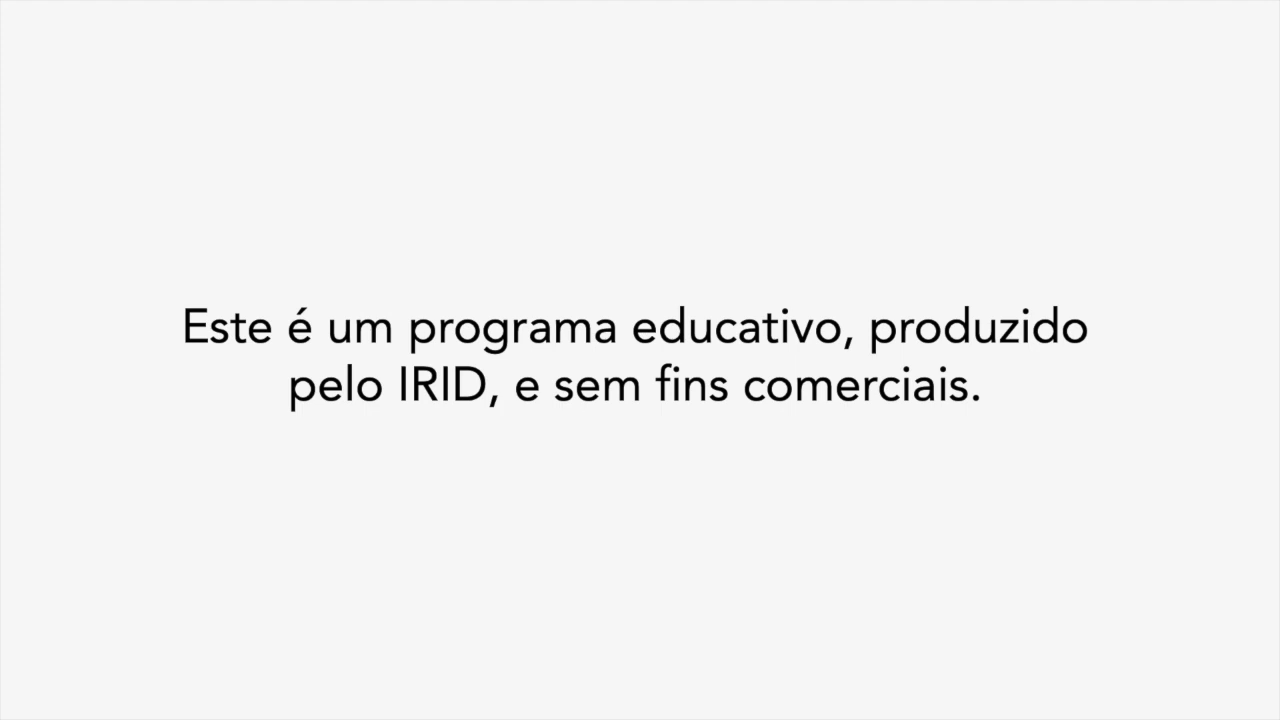 Este é um programa educativo, produzido
pelo IRID, e sem fins comerciais.